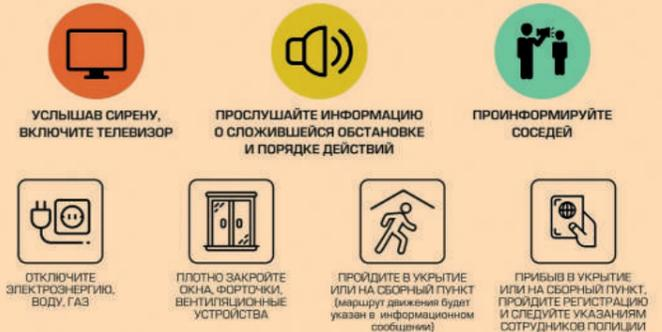 УСЛЫШАВ СИРЕНУ,
ВКЛЮЧИТЕ ТЕЛЕВИЗОР
ПРОСЛУШАЙТЕ ИНФОРМАЦИЮ
О СЛОЖИВШЕЙСЯ ОБСТАНОВКЕ
И ПОРЯДКЕ ДЕЙСТВИЙ
ПРОИНФОРМИРУЙТЕ
СОСЕДЕЙ
ОТКЛЮЧИТЕ
ЭЛЕКТРОЭНЕРГИЮ,
ВОДУ, ГАЗ
ПЛОТНО ЗАКРОЙТЕ
ОКНА, ФОРТОЧКИ,
ВЕНТИЛЯЦИОННЫЕ
УСТРОЙСТВА
ПРОЙДИТЕ В УКРЫТИЕ
ИЛИ НА СБОРНЫЙ ПУНКТ
(маршрут движения будет
указан в информационном
сообщении)
ПРИБЫВ В УКРЫТИЕ
ИЛИ НА СБОРНЫЙ ПУНКТ,
ПРОЙДИТЕ РЕГИСТРАЦИЮ
И СЛЕДУЙТЕ УКАЗАНИЯМ
СОТРУДНИКОВ ПОЛИЦИИ